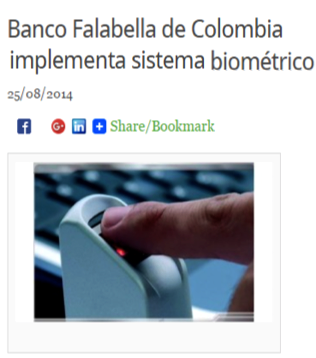 Banco Falabella de Colombia
implementa sistema biométrico
25/08/2014
Share/Bookmark